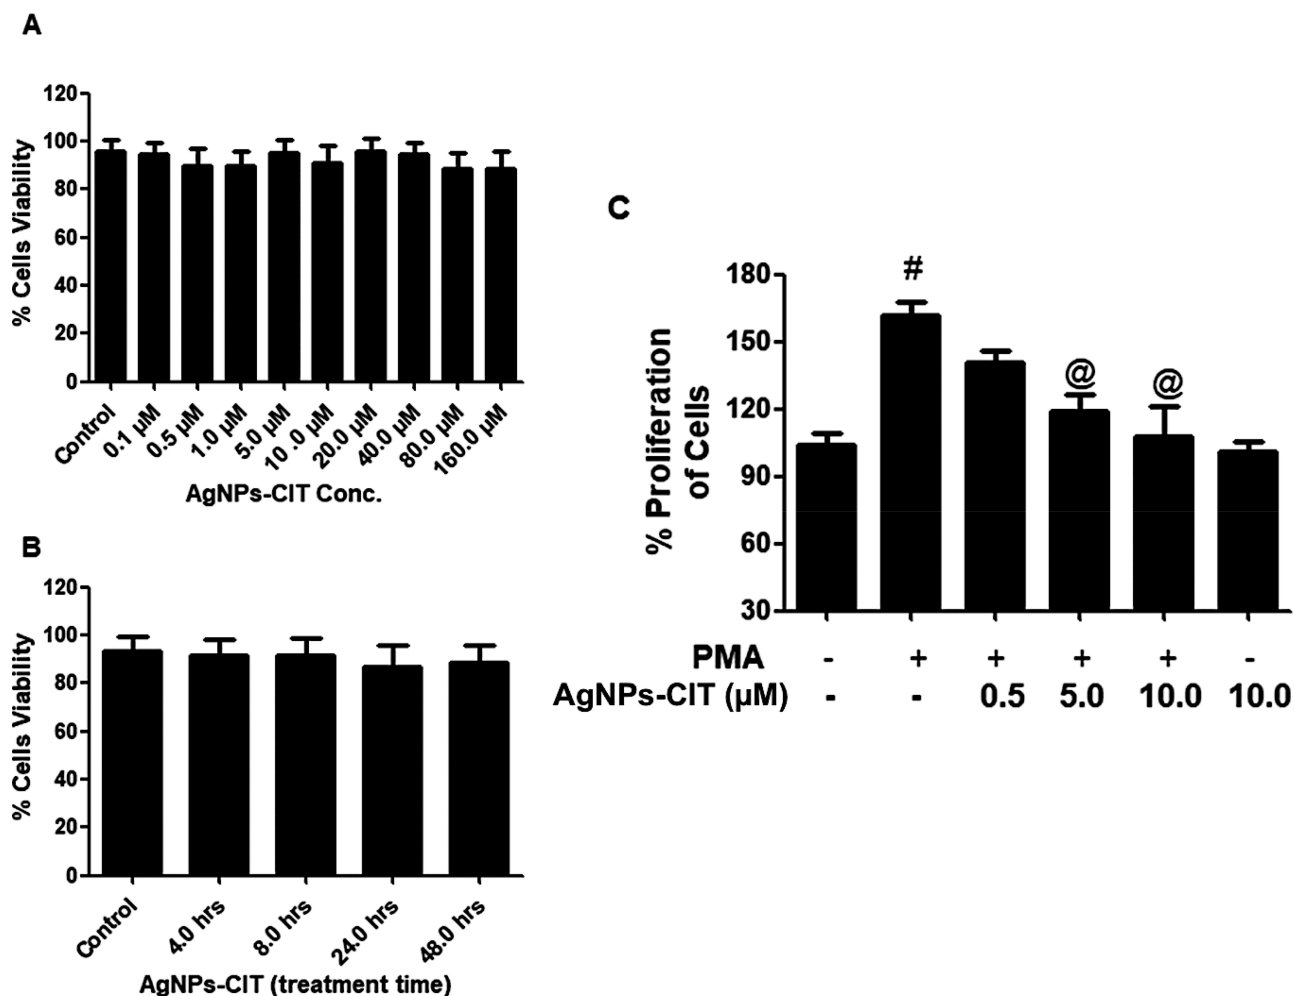 A
120
100
80
60
40
20
0
% Cells Viability
Control
0.1 µM
0.5 µM
1.0 µM
5.0 µM
10 .0 µM
20.0 µM
40.0 µM
80.0 µM
160.0 µM
AgNPs-CIT Conc.
B
120
100
80
60
40
20
0
% Cells Viability
Control
4.0 hrs
8.0 hrs
24.0 hrs
48.0 hrs
AgNPs-CIT (treatment time)
C
180
150
120
90
60
30
% Proliferation
of Cells
#
@
@
PMA - + + + + -
AgNPs-CIT (µM) - - 0.5 5.0 10.0 10.0